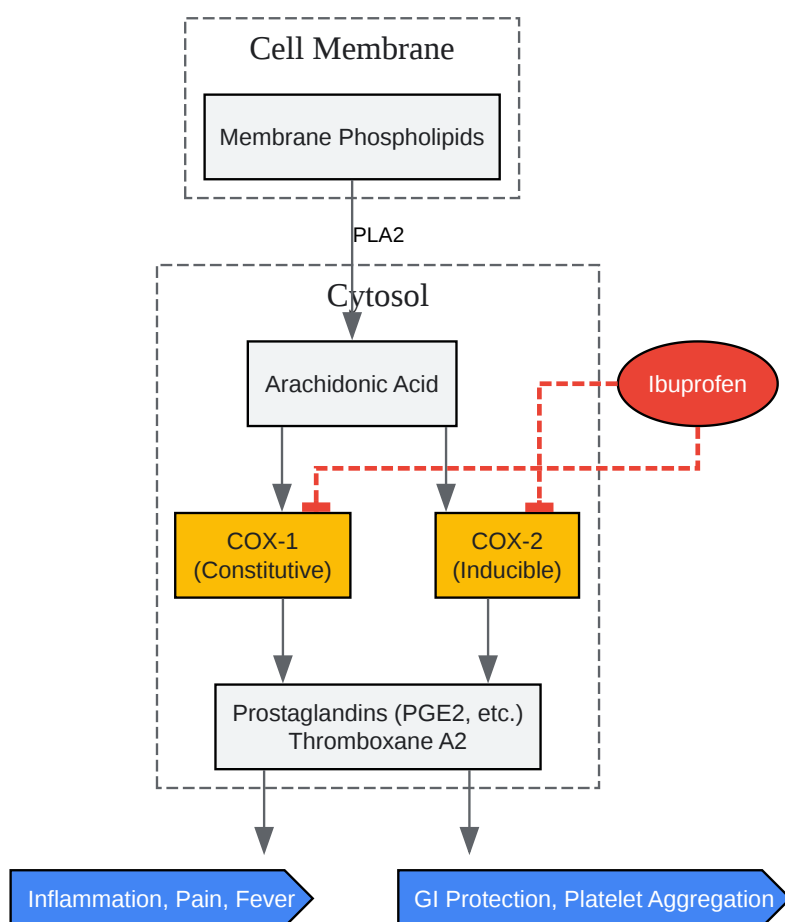 Cell Membrane
Membrane Phospholipids
PLA2
Cytosol
Arachidonic Acid
Ibuprofen
COX-1
(Constitutive)
COX-2
(Inducible)
Prostaglandins (PGE2, etc.)
Thromboxane A2
Inflammation, Pain, Fever
GI Protection, Platelet Aggregation